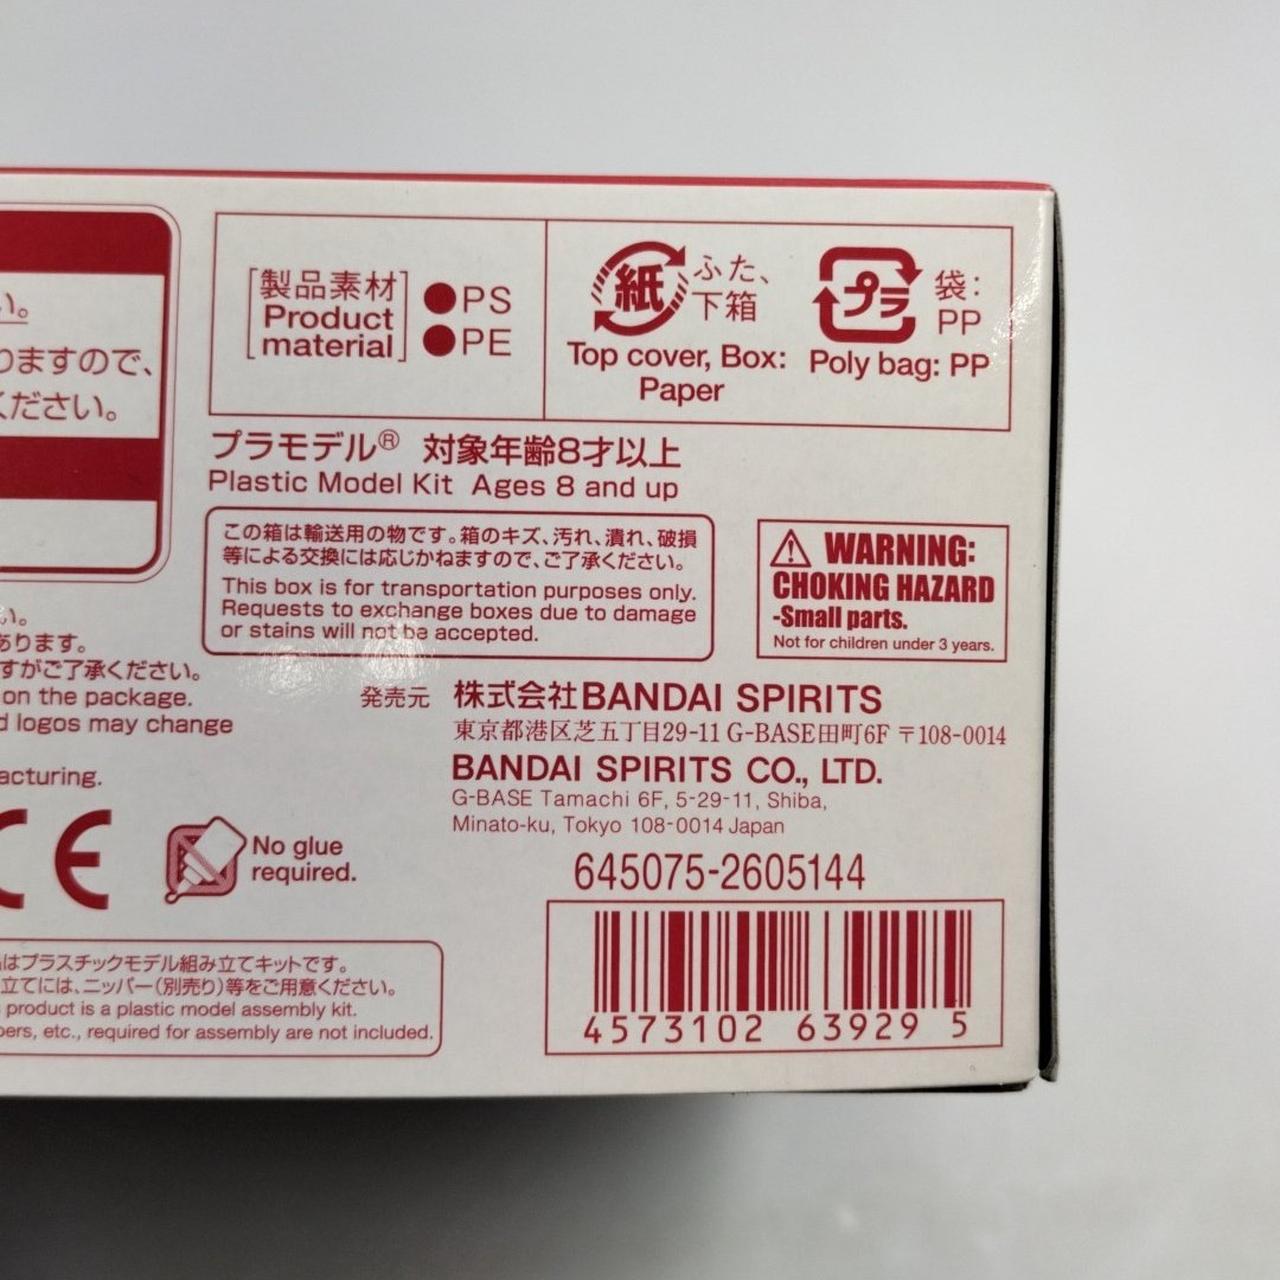 い。
りますので、
ください。
[製品素材
Product
material]
●PS
●PE
紙
ふた、
下箱
Top cover, Box:
Paper
プラ
袋:
PP
Poly bag: PP
プラモデル® 対象年齢8才以上
Plastic Model Kit Ages 8 and up
この箱は輸送用の物です。箱のキズ、汚れ、潰れ、破損
等による交換には応じかねますので、ご了承ください。
This box is for transportation purposes only.
Requests to exchange boxes due to damage
or stains will not be accepted.
WARNING:
CHOKING HAZARD
-Small parts.
Not for children under 3 years.
い。
あります。
すがご了承ください。
on the package.
d logos may change
acturing.
CE
No glue
required.
発売元 株式会社BANDAI SPIRITS
東京都港区芝五丁目29-11 G-BASE田町6F 〒108-0014
BANDAI SPIRITS CO., LTD.
G-BASE Tamachi 6F, 5-29-11, Shiba,
Minato-ku, Tokyo 108-0014 Japan
645075-2605144
はプラスチックモデル組み立てキットです。
立てには、ニッパー(別売り)等をご用意ください。
product is a plastic model assembly kit.
pers, etc., required for assembly are not included.
4573102 63929 5